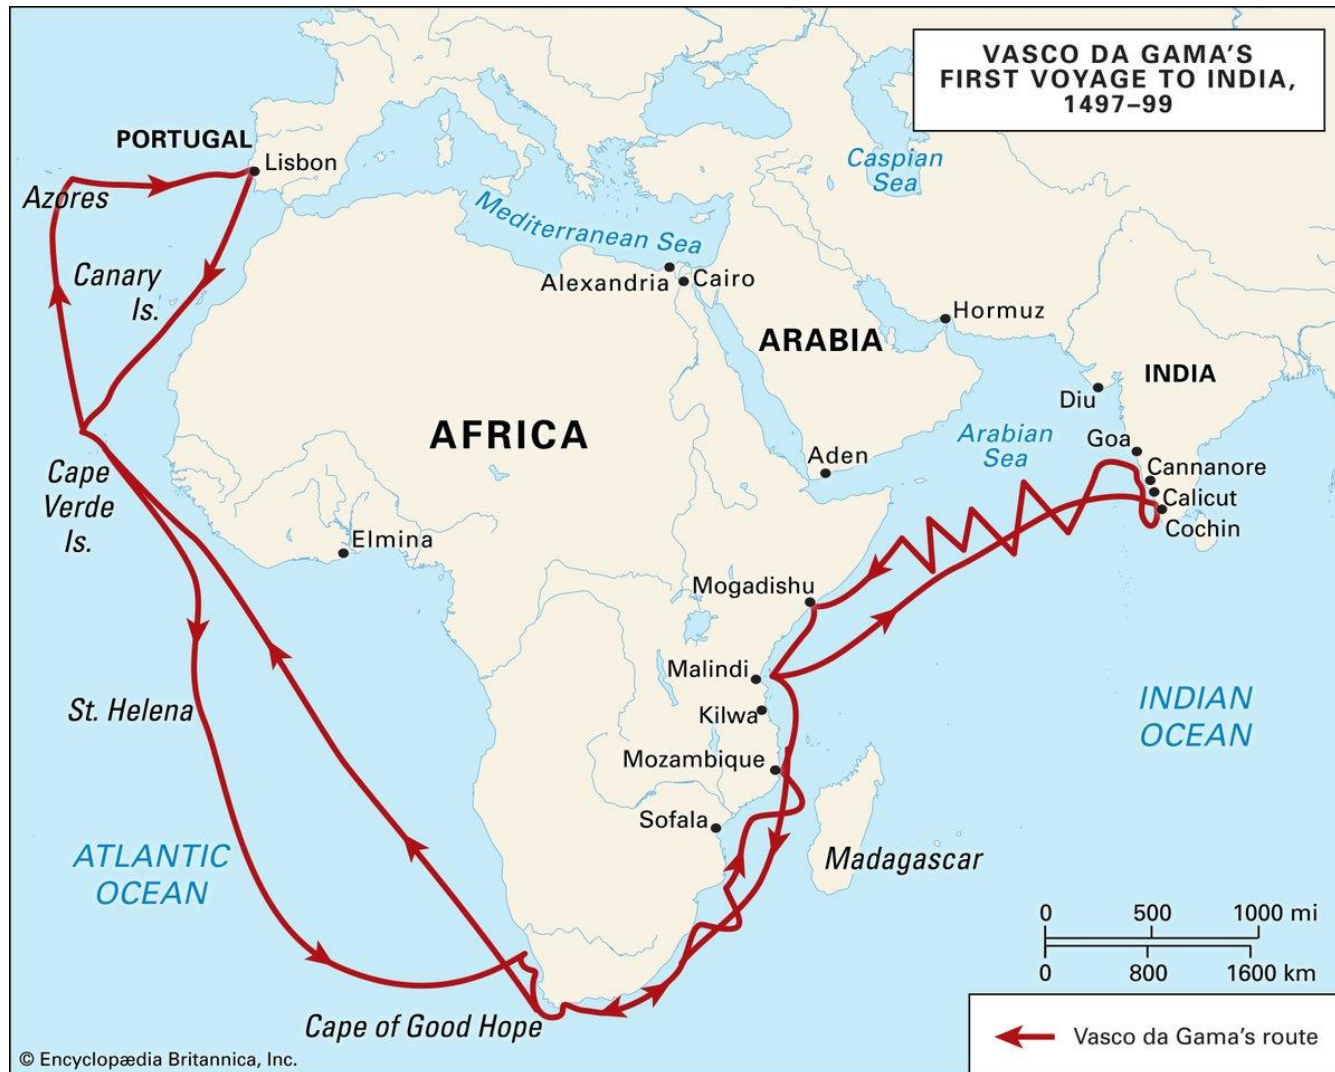 VASCO DA GAMA'S
FIRST VOYAGE TO INDIA,
1497–99
PORTUGAL
Lisbon
Azores
Canary
Is.
Cape
Verde
Is.
Mediterranean Sea
Caspian
Sea
Alexandria
Cairo
ARABIA
Hormuz
INDIA
Diu
Goa
Cannanore
Calicut
Cochin
Arabian
Sea
Aden
AFRICA
Elmina
Mogadishu
Malindi
Kilwa
Mozambique
Sofala
Madagascar
St. Helena
ATLANTIC
OCEAN
INDIAN
OCEAN
Cape of Good Hope
0 500 1000 mi
0 800 1600 km
Vasco da Gama's route
© Encyclopædia Britannica, Inc.